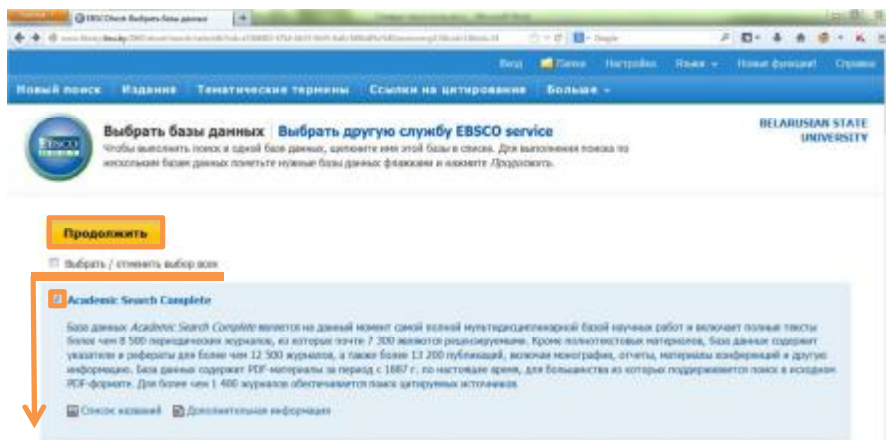 EBSCOhost: Выбрать базы данных
Вход Папка Настройки Языки Новые функции! Справка
Новый поиск Издания Тематические термины Ссылки на цитирование Больше
Выбрать базы данных Выбрать другую службу EBSCO service
BELARUSIAN STATE
UNIVERSITY
EBSCO
HOST
Чтобы выполнить поиск в одной базе данных, щелкните имя этой базы в списке. Для выполнения поиска по
нескольким базам данных пометьте нужные базы данных флажками и нажмите Продолжить.
Продолжить
Выбрать / отменить выбор всех
Academic Search Complete
База данных Academic Search Complete является на данный момент самой полной мультидисциплинарной базой научных работ и включает полные тексты
более чем 8 500 периодических журналов, из которых почти 7 300 являются рецензируемыми. Кроме полнотекстовых материалов, база данных содержит
указатели и рефераты для более чем 12 500 журналов, а также более 13 200 публикаций, включая монографии, отчеты, материалы конференций и другую
информацию. База данных содержит PDF-материалы за период с 1887 г. по настоящее время, для большинства из которых поддерживается поиск в исходном
PDF-формате. Для более чем 1 400 журналов обеспечивается поиск цитируемых источников.
Список названий Дополнительная информация